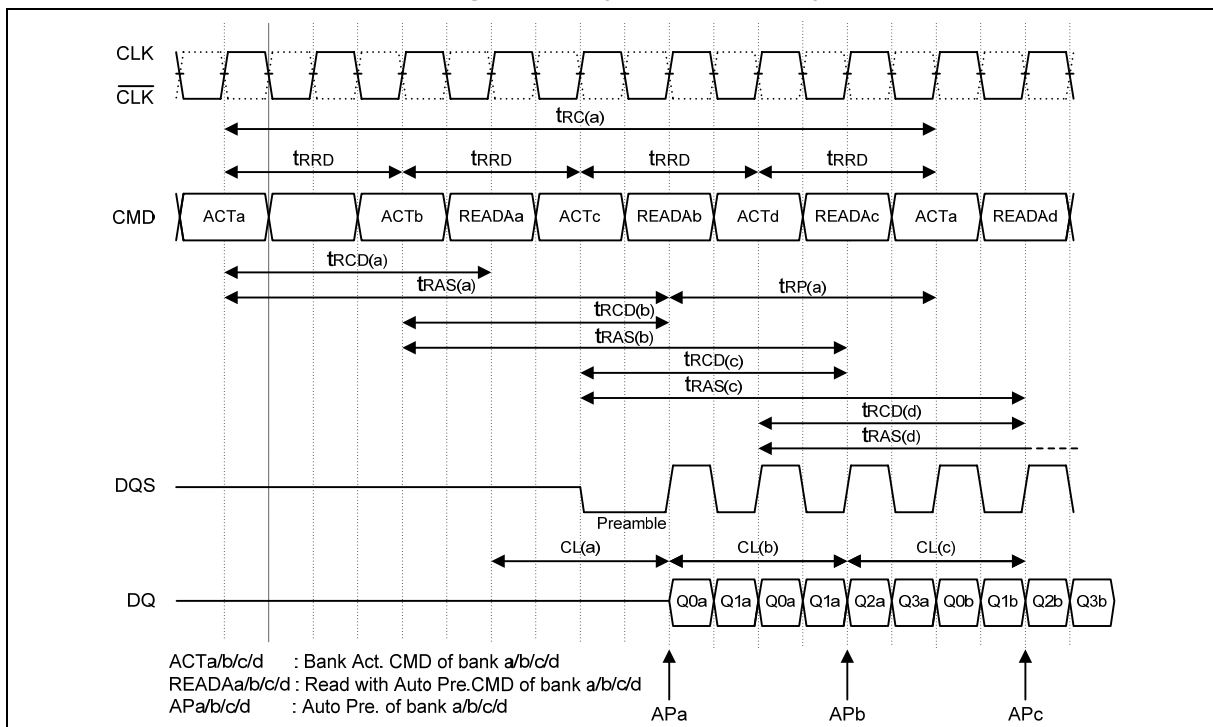 CLK
CLK
tRC(a)
tRRD tRRD tRRD tRRD
CMD ACTa ACTb READAa ACTc READAb ACTd READAc ACTa READAd
tRCD(a)
tRAS(a) tRP(a)
tRCD(b)
tRAS(b)
tRCD(c)
tRAS(c)
tRCD(d)
tRAS(d)
DQS
Preamble
CL(a) CL(b) CL(c)
DQ Q0a Q1a Q0a Q1a Q2a Q3a Q0b Q1b Q2b Q3b
ACTa/b/c/d : Bank Act. CMD of bank a/b/c/d
READAa/b/c/d : Read with Auto Pre.CMD of bank a/b/c/d
APa/b/c/d : Auto Pre. of bank a/b/c/d
APa APb APc